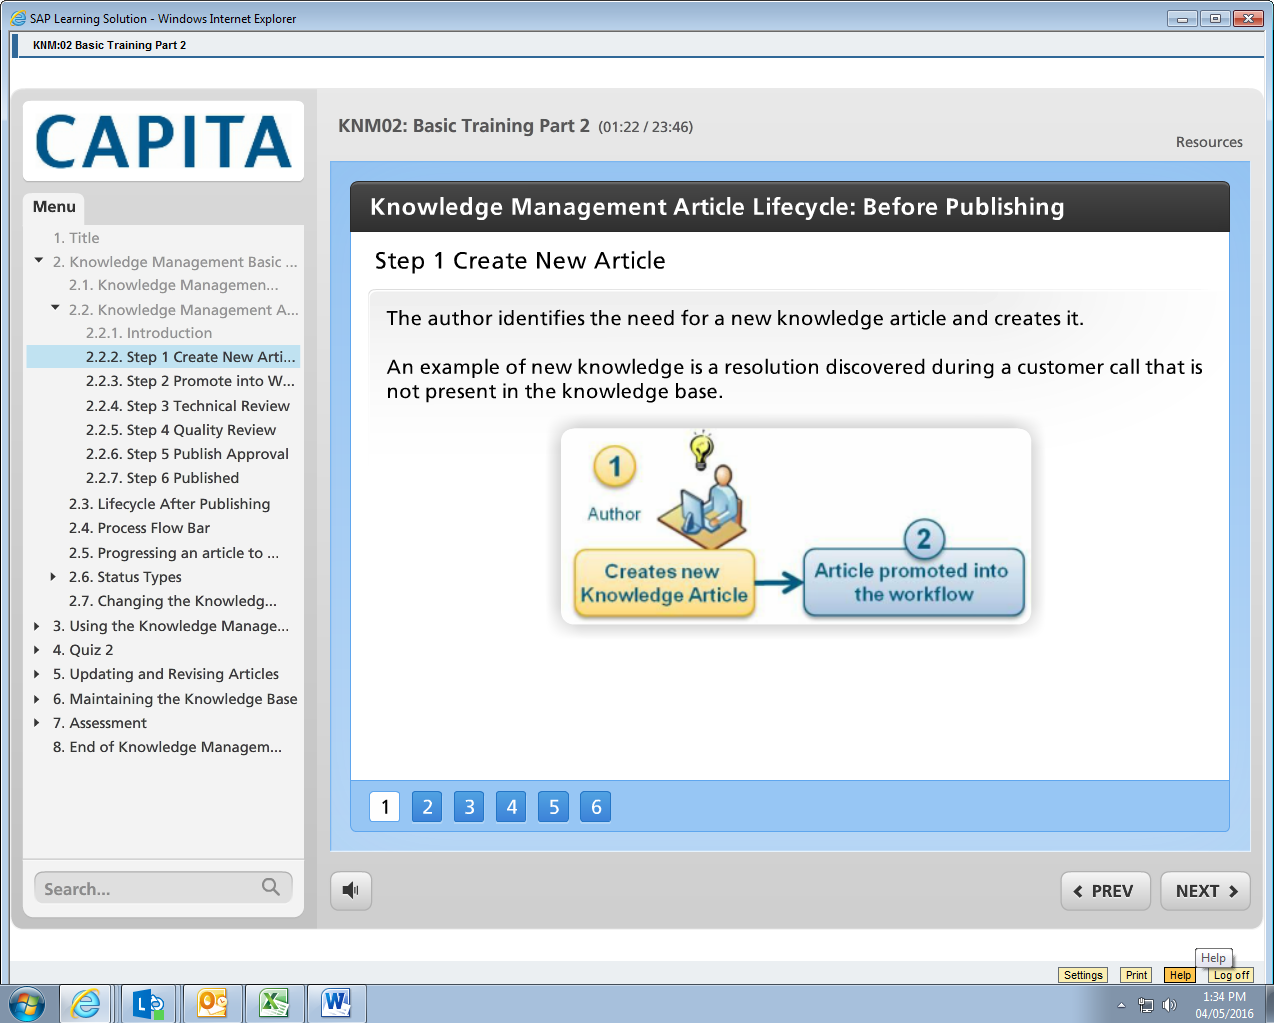 SAP Learning Solution - Windows Internet Explorer
KNM:02 Basic Training Part 2
CAPITA
KNM02: Basic Training Part 2 (01:22 / 23:46)
Resources
Menu
1. Title
2. Knowledge Management Basic ...
2.1. Knowledge Managemen...
2.2. Knowledge Management A...
2.2.1. Introduction
2.2.2. Step 1 Create New Arti...
2.2.3. Step 2 Promote into W...
2.2.4. Step 3 Technical Review
2.2.5. Step 4 Quality Review
2.2.6. Step 5 Publish Approval
2.2.7. Step 6 Published
2.3. Lifecycle After Publishing
2.4. Process Flow Bar
2.5. Progressing an article to ...
2.6. Status Types
2.7. Changing the Knowledg...
3. Using the Knowledge Manage...
4. Quiz 2
5. Updating and Revising Articles
6. Maintaining the Knowledge Base
7. Assessment
8. End of Knowledge Managem...
Search...
Knowledge Management Article Lifecycle: Before Publishing
Step 1 Create New Article
The author identifies the need for a new knowledge article and creates it.
An example of new knowledge is a resolution discovered during a customer call that is
not present in the knowledge base.
1
Author
Creates new
Knowledge Article
2
Article promoted into
the workflow
1 2 3 4 5 6
PREV NEXT
Help
Settings Print Help Log off
1:34 PM
04/05/2016